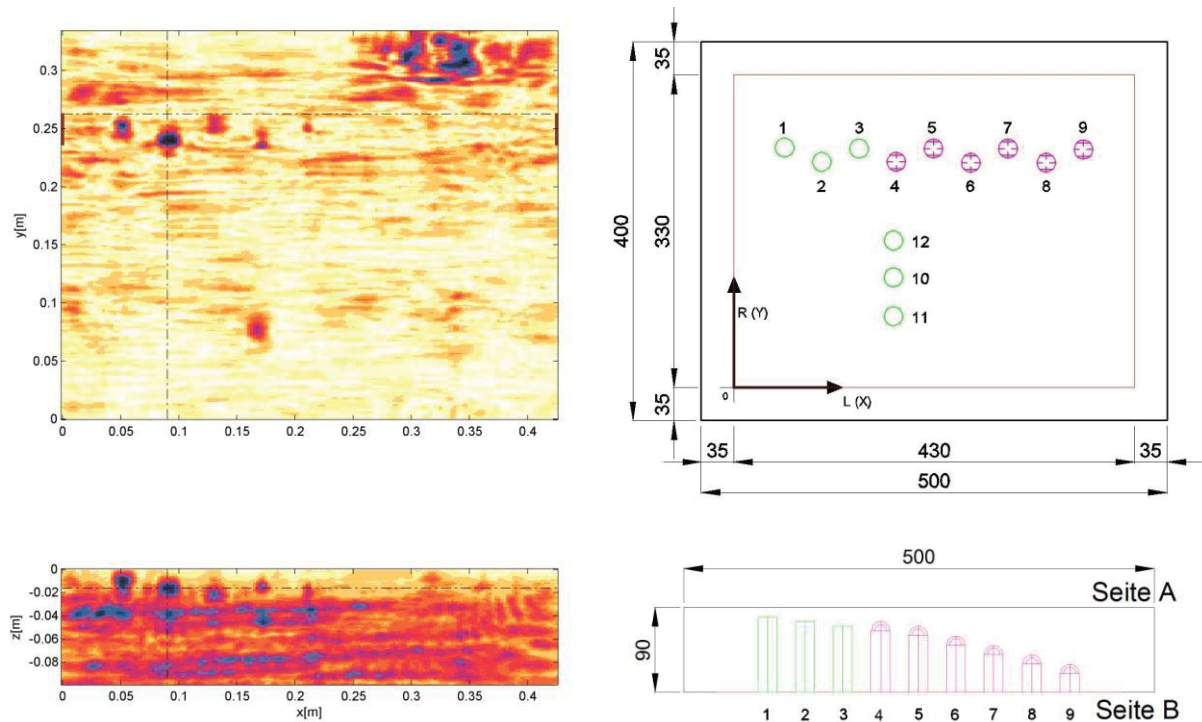 y[m]
0.3
0.25
0.2
0.15
0.1
0.05
0
0 0.05 0.1 0.15 0.2 0.25 0.3 0.35 0.4
z[m]
0
-0.02
-0.04
-0.06
-0.08
0 0.05 0.1 0.15 0.2 0.25 0.3 0.35 0.4
x[m]
35
400
330
35
1 3 5 7 9
2 4 6 8
12
10
11
R (Y)
0
L (X)
35 430 35
500
500
Seite A
90
Seite B
1 2 3 4 5 6 7 8 9